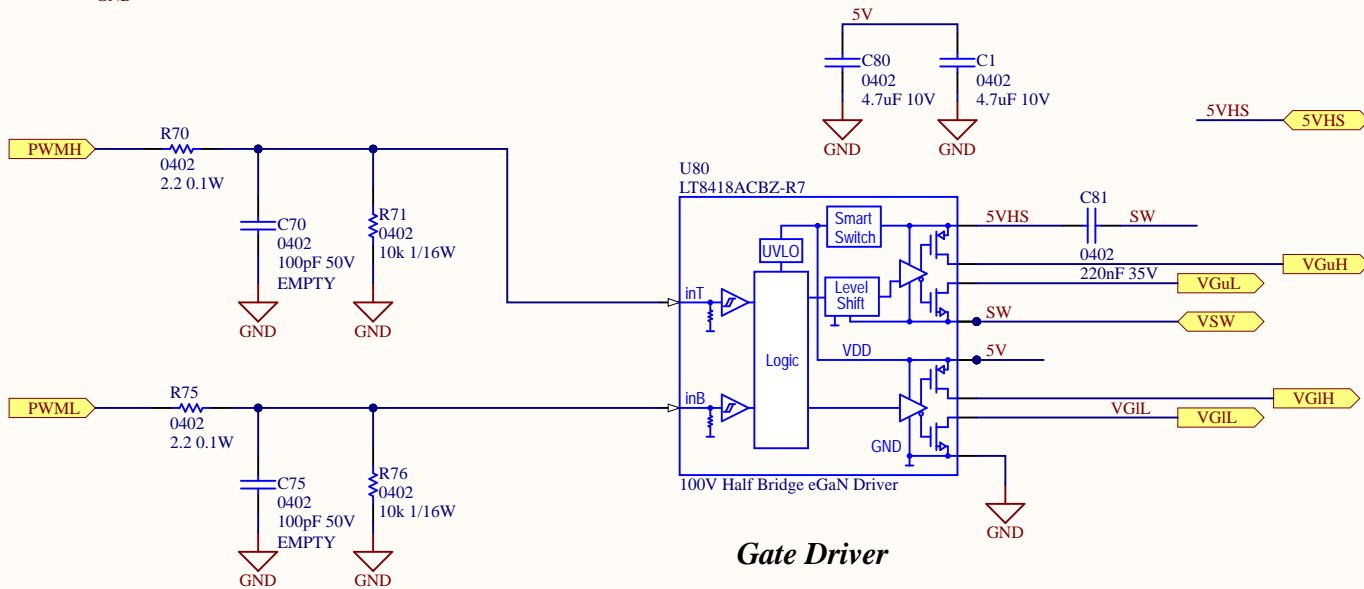 GND
5V
C80
0402
4.7uF 10V
GND
C1
0402
4.7uF 10V
GND
5VHS
5VHS
PWMH
R70
0402
2.2 0.1W
C70
0402
100pF 50V
EMPTY
GND
R71
0402
10k 1/16W
GND
U80
LT8418ACBZ-R7
inT
UVLO
Smart
Switch
Level
Shift
Logic
VDD
inB
GND
100V Half Bridge eGaN Driver
5VHS
C81
SW
0402
220nF 35V
VGuH
VGuL
SW
VSW
5V
VGlH
VGlL
VGlL
GND
PWML
R75
0402
2.2 0.1W
C75
0402
100pF 50V
EMPTY
GND
R76
0402
10k 1/16W
GND
Gate Driver